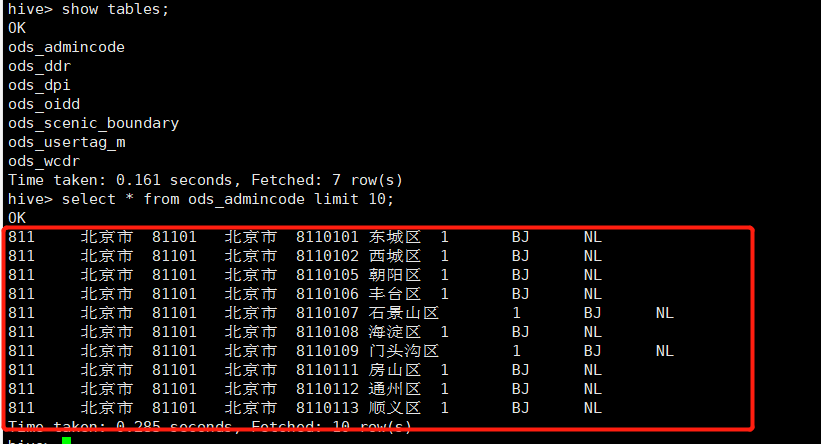 hive> show tables;
OK
ods_admincode
ods_ddr
ods_dpi
ods_oidd
ods_scenic_boundary
ods_usertag_m
ods_wcdr
Time taken: 0.161 seconds, Fetched: 7 row(s)
hive> select * from ods_admincode limit 10;
OK
811 北京市 81101 北京市 8110101 东城区 1 BJ NL
811 北京市 81101 北京市 8110102 西城区 1 BJ NL
811 北京市 81101 北京市 8110105 朝阳区 1 BJ NL
811 北京市 81101 北京市 8110106 丰台区 1 BJ NL
811 北京市 81101 北京市 8110107 石景山区 1 BJ NL
811 北京市 81101 北京市 8110108 海淀区 1 BJ NL
811 北京市 81101 北京市 8110109 门头沟区 1 BJ NL
811 北京市 81101 北京市 8110111 房山区 1 BJ NL
811 北京市 81101 北京市 8110112 通州区 1 BJ NL
811 北京市 81101 北京市 8110113 顺义区 1 BJ NL
Time taken: 0.285 seconds, Fetched: 10 row(s)
hive>